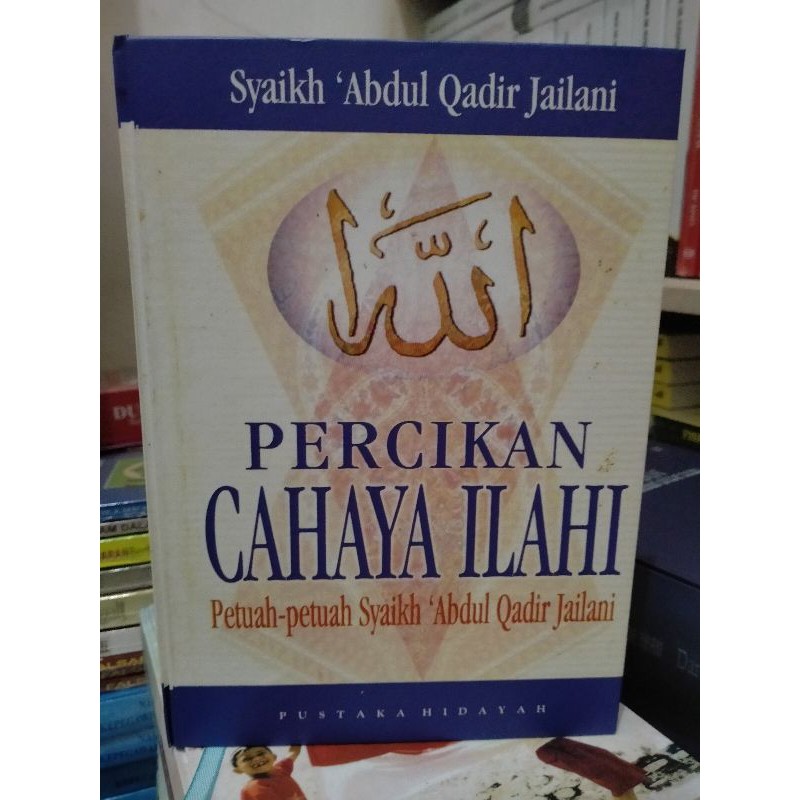 Syaikh ‘Abdul Qadir Jailani
الله
PERCIKAN
CAHAYA ILAHI
Petuah-petuah Syaikh ‘Abdul Qadir Jailani
PUSTAKA HIDAYAH